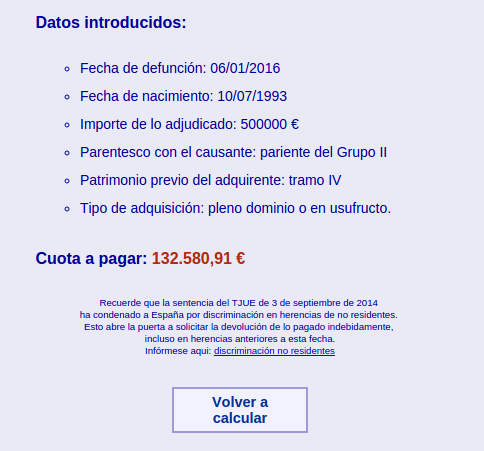 Datos introducidos:
Fecha de defunción: 06/01/2016
Fecha de nacimiento: 10/07/1993
Importe de lo adjudicado: 500000 €
Parentesco con el causante: pariente del Grupo II
Patrimonio previo del adquirente: tramo IV
Tipo de adquisición: pleno dominio o en usufructo.
Cuota a pagar: 132.580,91 €
Recuerde que la sentencia del TJUE de 3 de septiembre de 2014
ha condenado a España por discriminación en herencias de no residentes.
Esto abre la puerta a solicitar la devolución de lo pagado indebidamente,
incluso en herencias anteriores a esta fecha.
Infórmese aqui: discriminación no residentes
Volver a
calcular